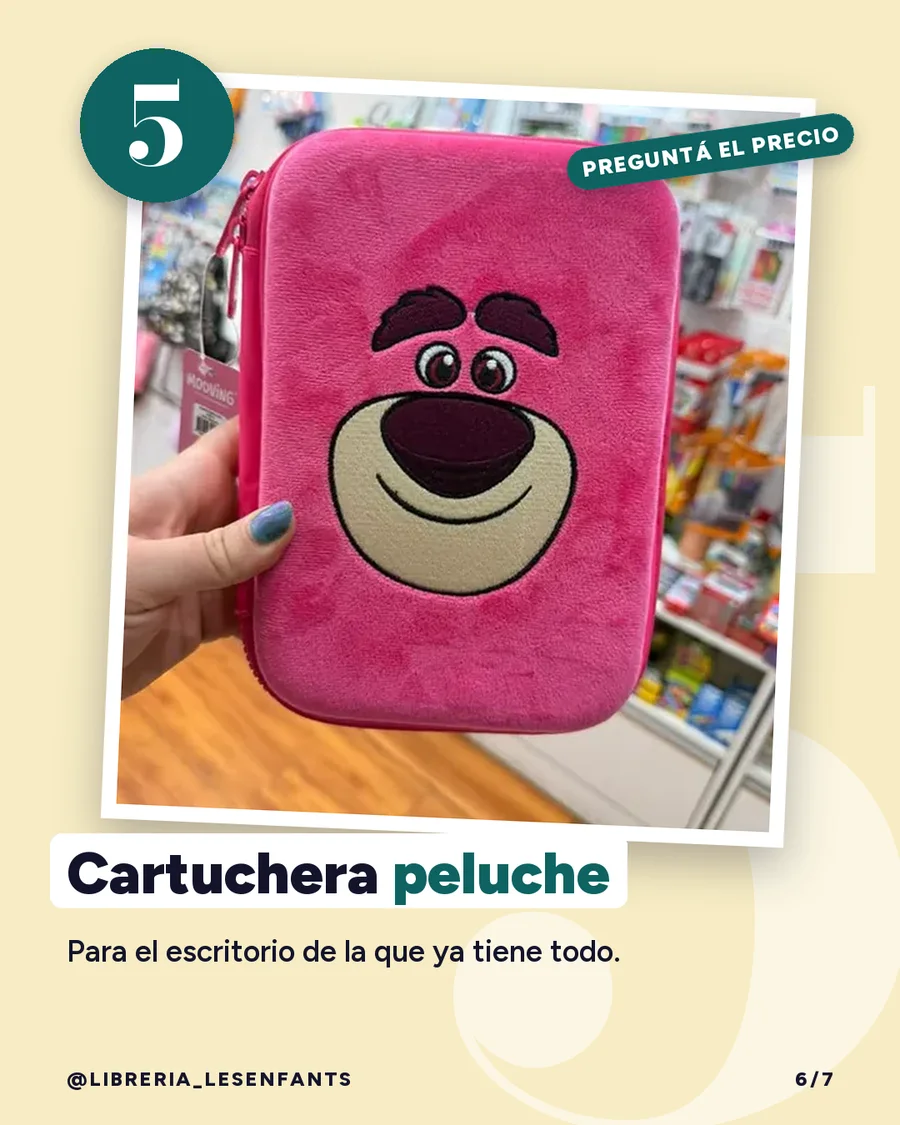 5
PREGUNTÁ EL PRECIO
MOOVING
Cartuchera peluche
Para el escritorio de la que ya tiene todo.
@LIBRERIA_LESENFANTS
6/7